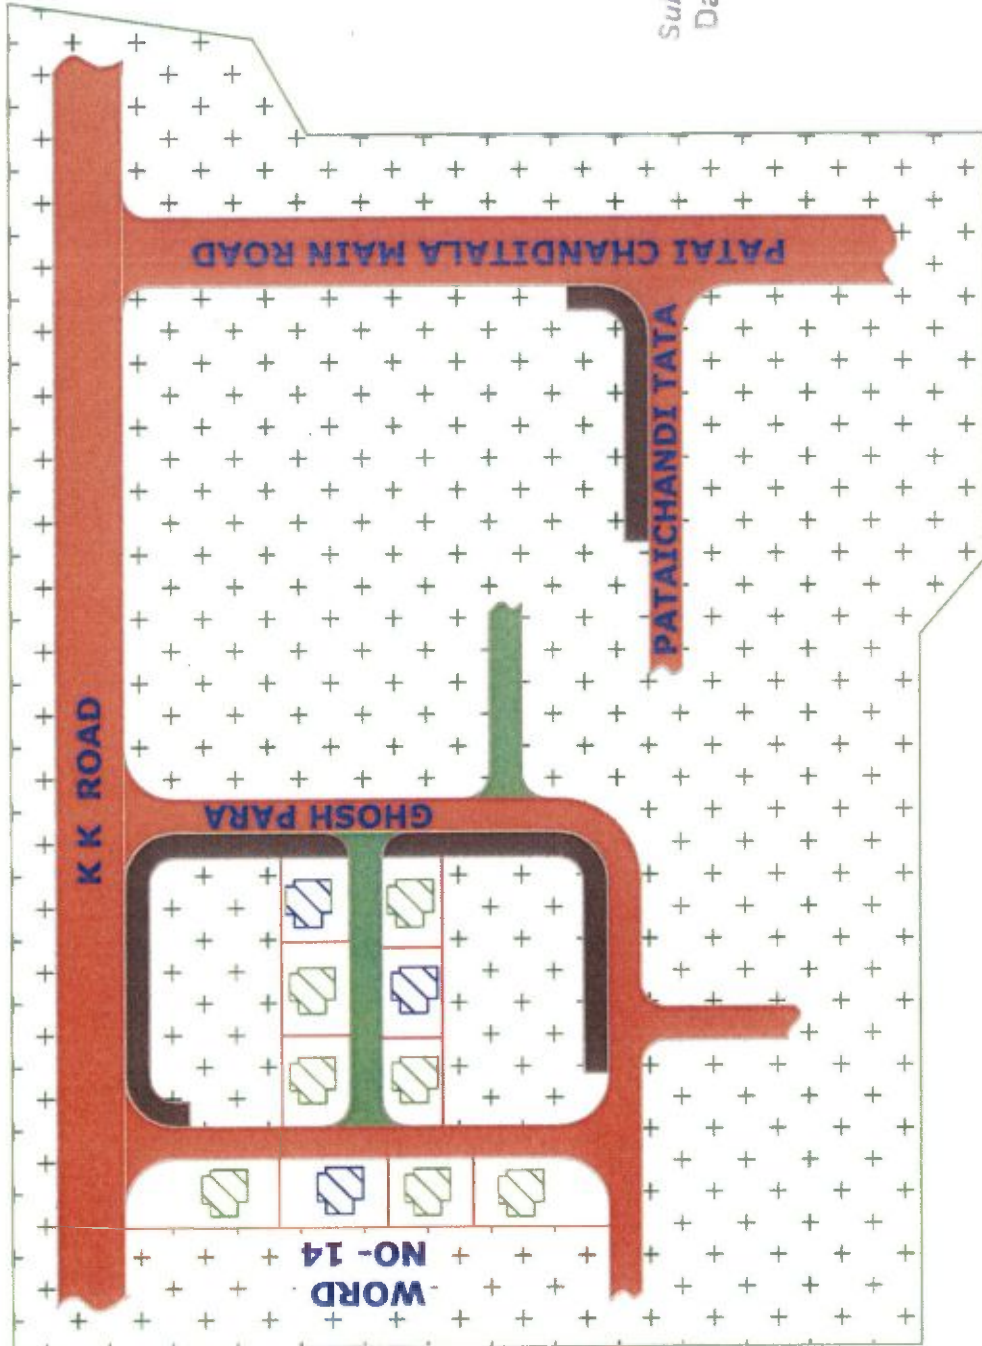 K K ROAD
PATAI CHANDITALA MAIN ROAD
PATAICHANDI TATA
GHOSH PARA
WORD
NO-14